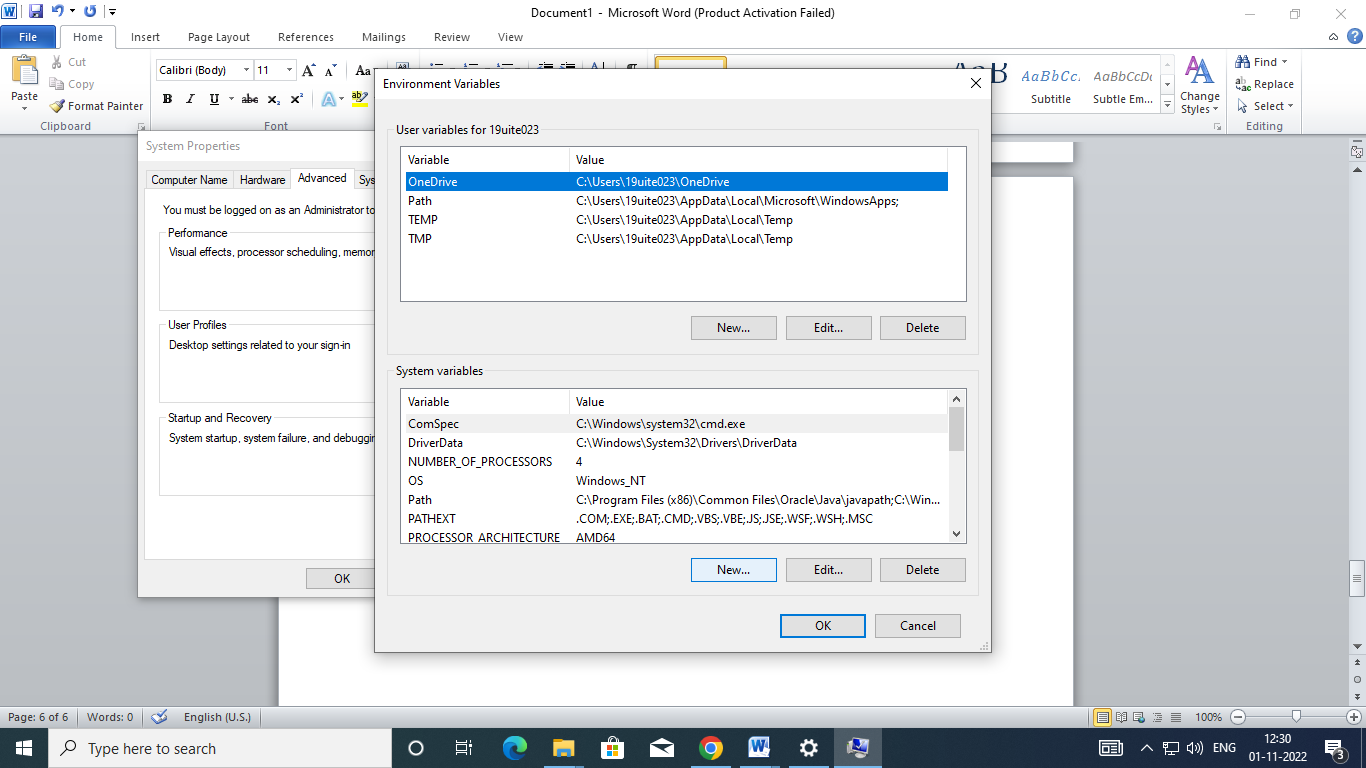 Document1 - Microsoft Word (Product Activation Failed)
File Home Insert Page Layout References Mailings Review View
Paste
Cut
Copy
Format Painter
Clipboard
Calibri (Body) 11
Aa
B I U abc x₂ x²
Font
AaB AaBbCc. AaBbCcDc
Subtitle Subtle Em...
Change
Styles
Find
Replace
Select
Editing
System Properties
Computer Name Hardware Advanced Sys
You must be logged on as an Administrator to
Performance
Visual effects, processor scheduling, memor
User Profiles
Desktop settings related to your sign-in
Startup and Recovery
System startup, system failure, and debuggin
OK
Environment Variables
User variables for 19uite023
Variable Value
OneDrive C:\Users\19uite023\OneDrive
Path C:\Users\19uite023\AppData\Local\Microsoft\WindowsApps;
TEMP C:\Users\19uite023\AppData\Local\Temp
TMP C:\Users\19uite023\AppData\Local\Temp
New... Edit... Delete
System variables
Variable Value
ComSpec C:\Windows\system32\cmd.exe
DriverData C:\Windows\System32\Drivers\DriverData
NUMBER_OF_PROCESSORS 4
OS Windows_NT
Path C:\Program Files (x86)\Common Files\Oracle\Java\javapath;C:\Win...
PATHEXT .COM;.EXE;.BAT;.CMD;.VBS;.VBE;.JS;.JSE;.WSF;.WSH;.MSC
PROCESSOR_ARCHITECTURE AMD64
New... Edit... Delete
OK Cancel
Page: 6 of 6 Words: 0 English (U.S.) 100%
Type here to search
ENG
12:30
01-11-2022
3